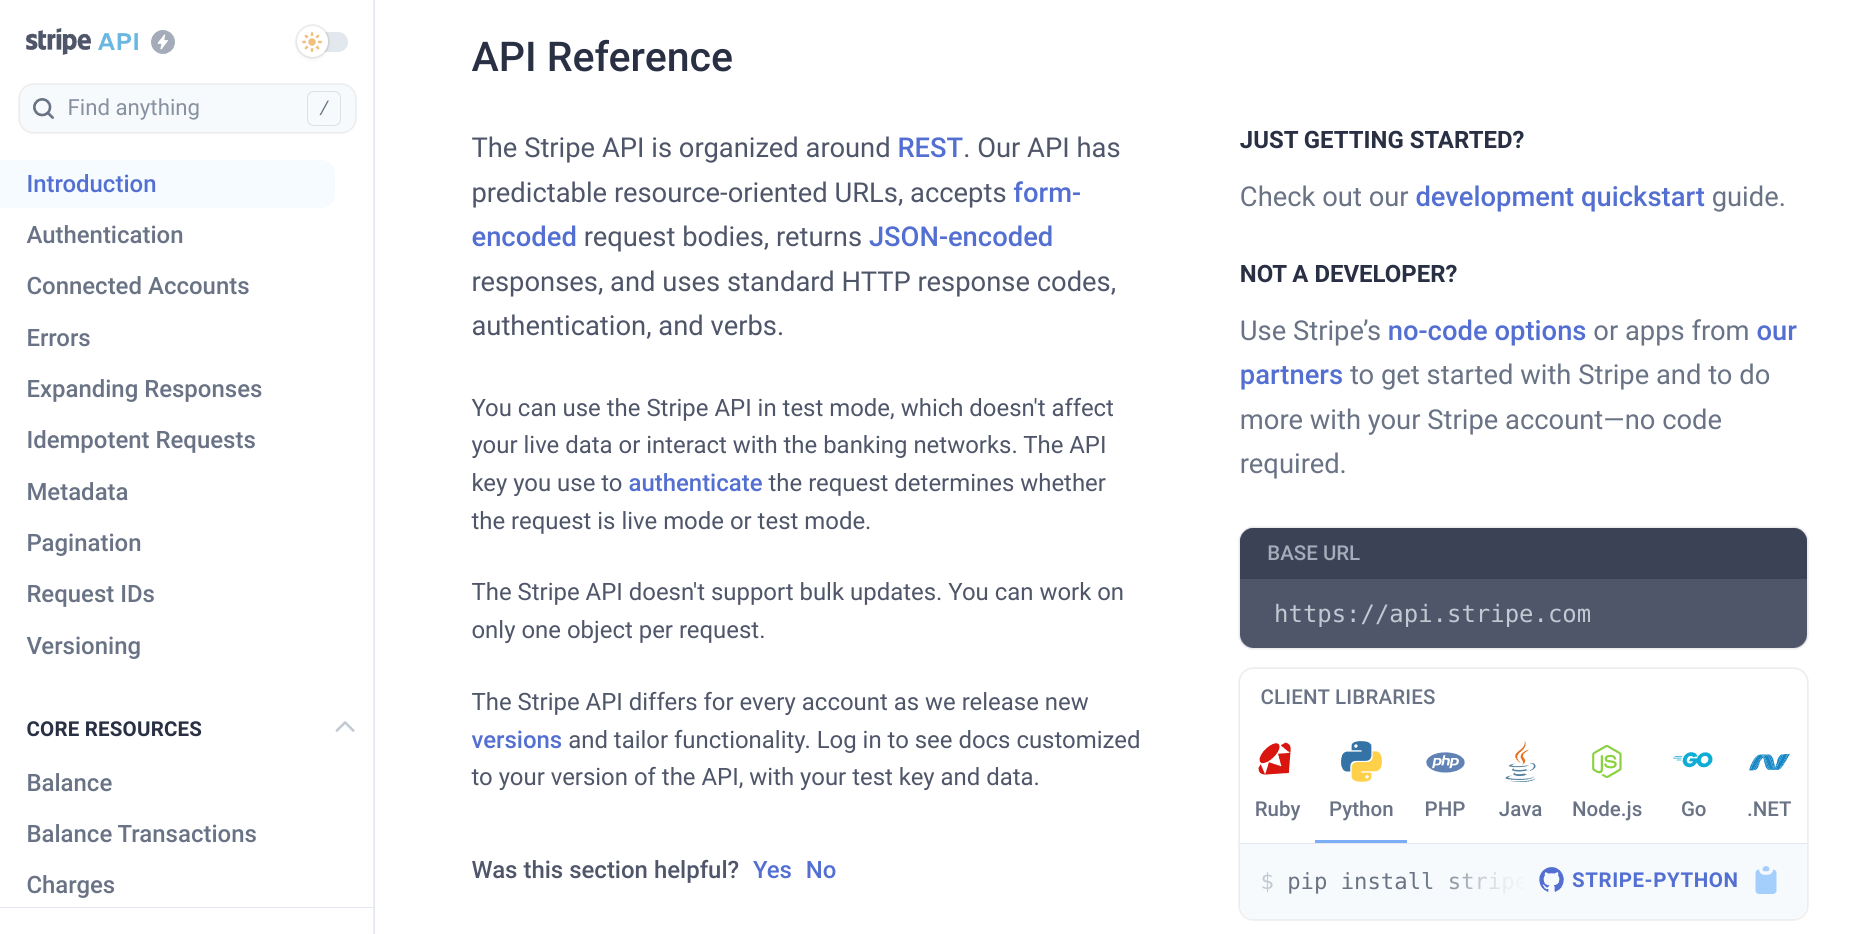 stripe API
Find anything /
Introduction
Authentication
Connected Accounts
Errors
Expanding Responses
Idempotent Requests
Metadata
Pagination
Request IDs
Versioning
CORE RESOURCES
Balance
Balance Transactions
Charges
API Reference
The Stripe API is organized around REST. Our API has
predictable resource-oriented URLs, accepts form-
encoded request bodies, returns JSON-encoded
responses, and uses standard HTTP response codes,
authentication, and verbs.
You can use the Stripe API in test mode, which doesn't affect
your live data or interact with the banking networks. The API
key you use to authenticate the request determines whether
the request is live mode or test mode.
The Stripe API doesn't support bulk updates. You can work on
only one object per request.
The Stripe API differs for every account as we release new
versions and tailor functionality. Log in to see docs customized
to your version of the API, with your test key and data.
Was this section helpful? Yes No
JUST GETTING STARTED?
Check out our development quickstart guide.
NOT A DEVELOPER?
Use Stripe’s no-code options or apps from our
partners to get started with Stripe and to do
more with your Stripe account—no code
required.
BASE URL
https://api.stripe.com
CLIENT LIBRARIES
php JS GO
Ruby Python PHP Java Node.js Go .NET
$ pip install stripe STRIPE-PYTHON